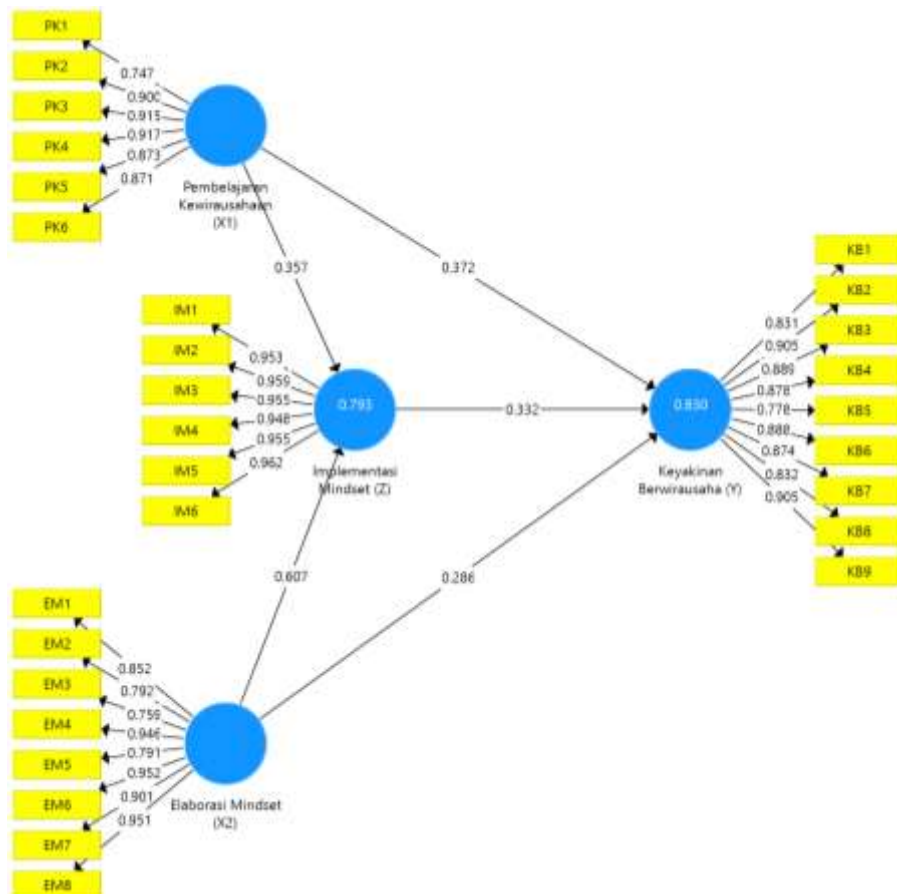 PK1
PK2
PK3
PK4
PK5
PK6
0.747
0.900
0.915
0.917
0.873
0.871
Pembelajaran
Kewirausahaan
(X1)
0.357
0.372
IM1
IM2
IM3
IM4
IM5
IM6
0.953
0.959
0.955
0.948
0.955
0.962
0.793
Implementasi
Mindset (Z)
0.332
0.830
Keyakinan
Berwirausaha (Y)
KB1
KB2
KB3
KB4
KB5
KB6
KB7
KB8
KB9
0.831
0.905
0.889
0.878
0.778
0.888
0.874
0.832
0.905
0.607
0.286
EM1
EM2
EM3
EM4
EM5
EM6
EM7
EM8
0.852
0.792
0.759
0.946
0.791
0.952
0.901
0.951
Elaborasi Mindset
(X2)